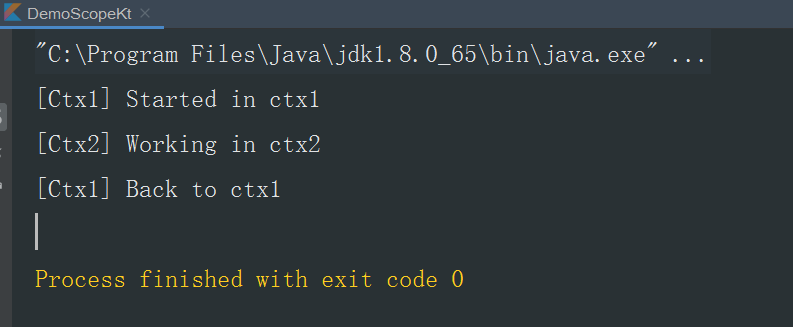 DemoScopeKt
"C:\Program Files\Java\jdk1.8.0_65\bin\java.exe" ...
[Ctx1] Started in ctx1
[Ctx2] Working in ctx2
[Ctx1] Back to ctx1
Process finished with exit code 0